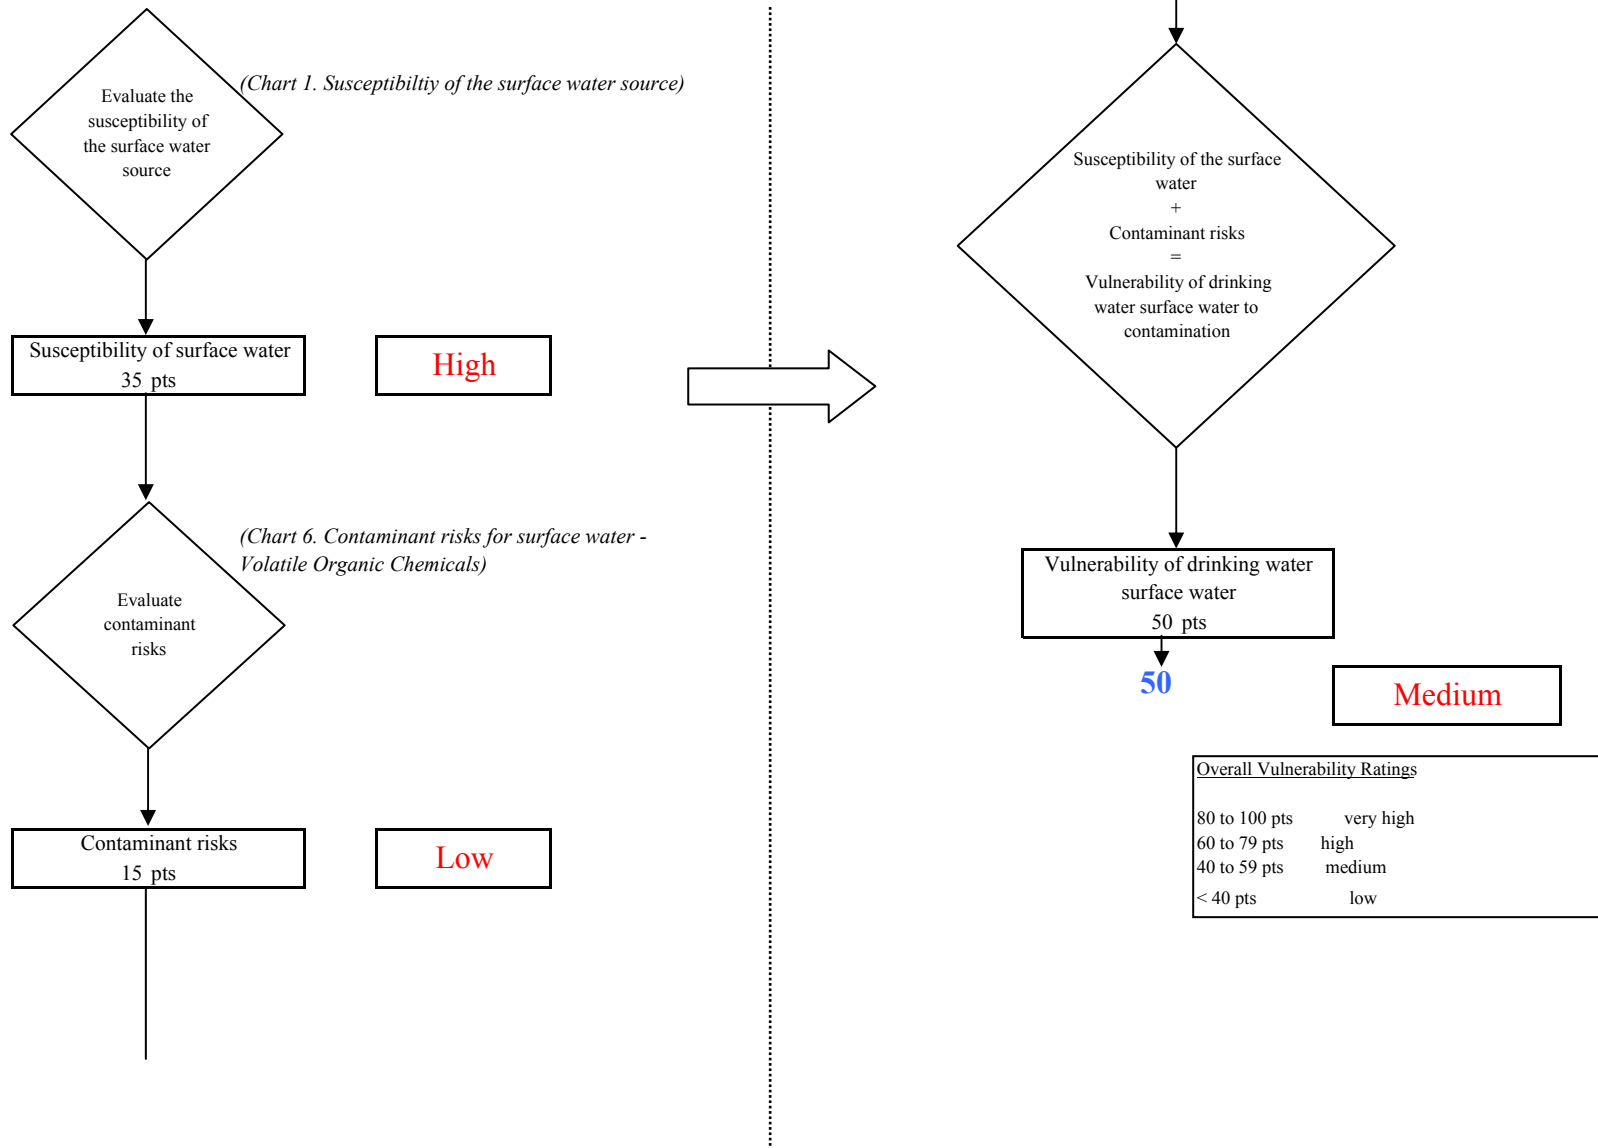 Evaluate the
susceptibility of
the surface water
source
(Chart 1. Susceptibiltiy of the surface water source)
Susceptibility of surface water
35 pts
High
(Chart 6. Contaminant risks for surface water -
Volatile Organic Chemicals)
Evaluate
contaminant
risks
Contaminant risks
15 pts
Low
Susceptibility of the surface
water
+
Contaminant risks
=
Vulnerability of drinking
water surface water to
contamination
Vulnerability of drinking water
surface water
50 pts
50
Medium
Overall Vulnerability Ratings
80 to 100 pts very high
60 to 79 pts high
40 to 59 pts medium
< 40 pts low